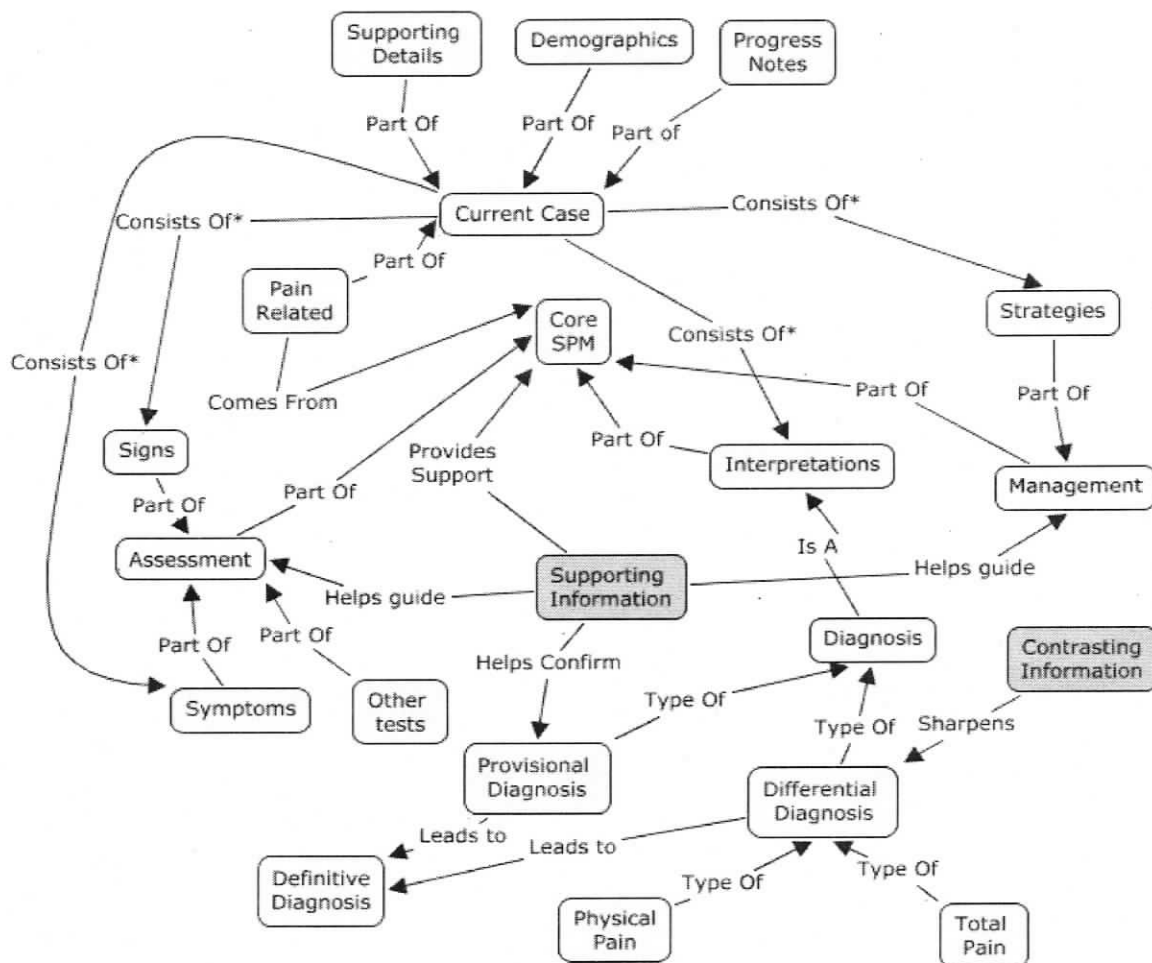 Supporting
Details
Demographics
Progress
Notes
Part Of
Part Of
Part of
Current Case
Consists Of*
Consists Of*
Part Of
Pain
Related
Core
SPM
Strategies
Consists Of*
Consists Of*
Comes From
Part Of
Part Of
Signs
Provides
Support
Part Of
Interpretations
Part Of
Management
Part Of
Assessment
Is A
Supporting
Information
Helps guide
Helps guide
Part Of
Part Of
Diagnosis
Contrasting
Information
Helps Confirm
Symptoms
Other
tests
Type Of
Type Of
Sharpens
Provisional
Diagnosis
Differential
Diagnosis
Leads to
Leads to
Definitive
Diagnosis
Type Of
Type Of
Physical
Pain
Total
Pain